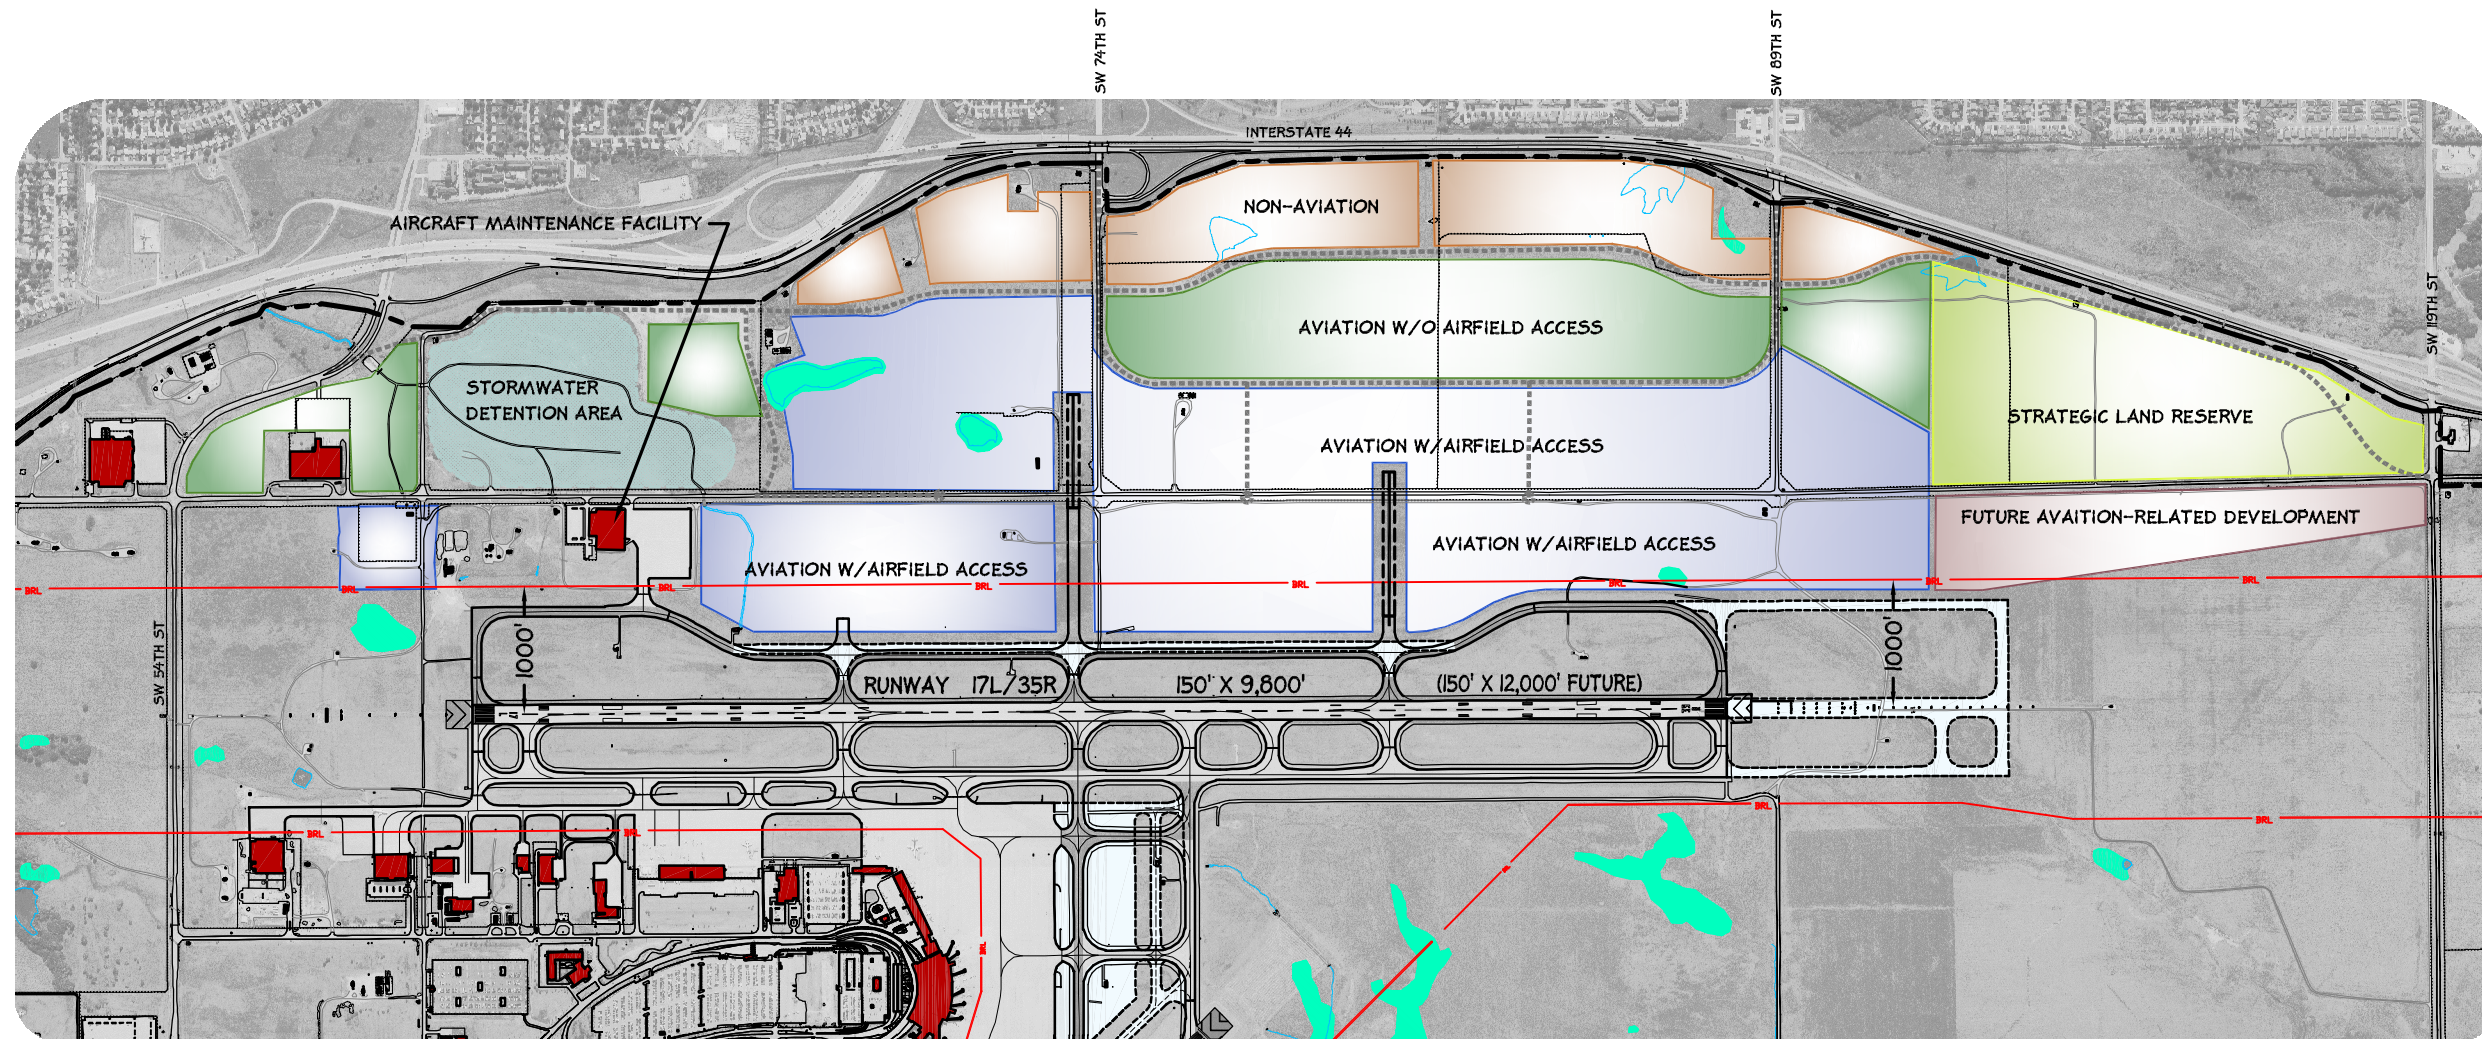 SW 74TH ST
SW 89TH ST
INTERSTATE 44
NON-AVIATION
AIRCRAFT MAINTENANCE FACILITY
SW 119TH ST
AVIATION W/O AIRFIELD ACCESS
STORMWATER
DETENTION AREA
STRATEGIC LAND RESERVE
AVIATION W/AIRFIELD ACCESS
FUTURE AVAITION-RELATED DEVELOPMENT
AVIATION W/AIRFIELD ACCESS
AVIATION W/AIRFIELD ACCESS
BRL
BRL
BRL
BRL
BRL
BRL
BRL
BRL
SW 54TH ST
1000'
1000'
RUNWAY 17L/35R
150' X 9,800'
(150' X 12,000' FUTURE)
BRL
BRL
BRL
BRL
BRL